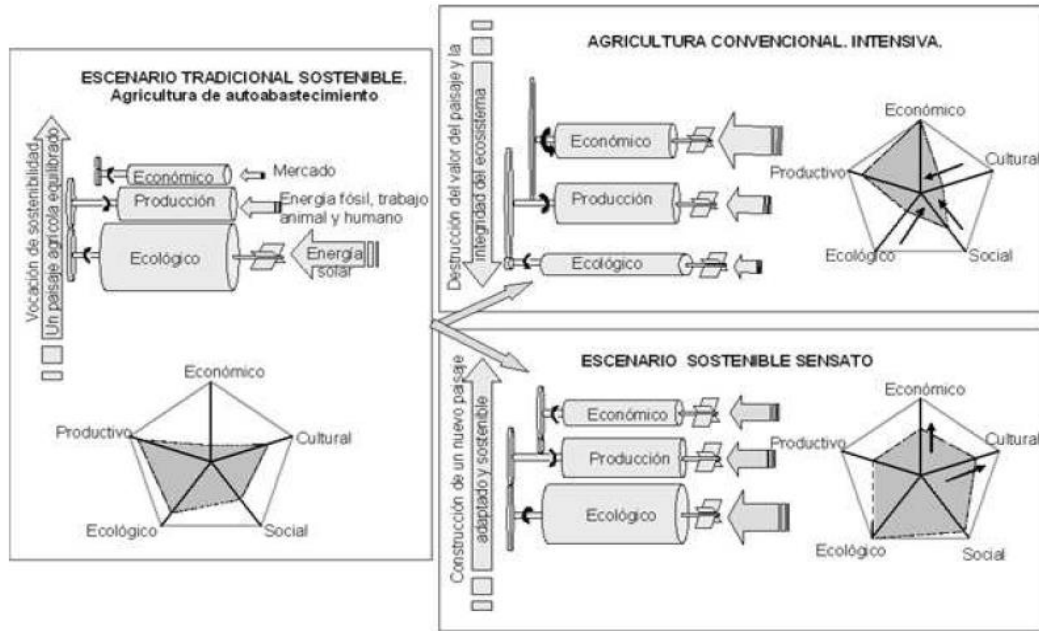 ESCENARIO TRADICIONAL SOSTENIBLE.
Agricultura de autoabastecimiento
Vocación de sostenibilidad
Un paisaje agrícola equilibrado
Económico
Mercado
Producción
Energía fósil, trabajo
animal y humano
Ecológico
Energía
solar
Económico
Productivo
Cultural
Ecológico
Social
AGRICULTURA CONVENCIONAL. INTENSIVA.
Destrucción del valor del paisaje y la
integridad del ecosistema
Económico
Producción
Ecológico
Económico
Cultural
Productivo
Ecológico
Social
ESCENARIO SOSTENIBLE SENSATO
Construcción de un nuevo paisaje
adaptado y sostenible
Económico
Producción
Ecológico
Económico
Productivo
Cultural
Ecológico
Social